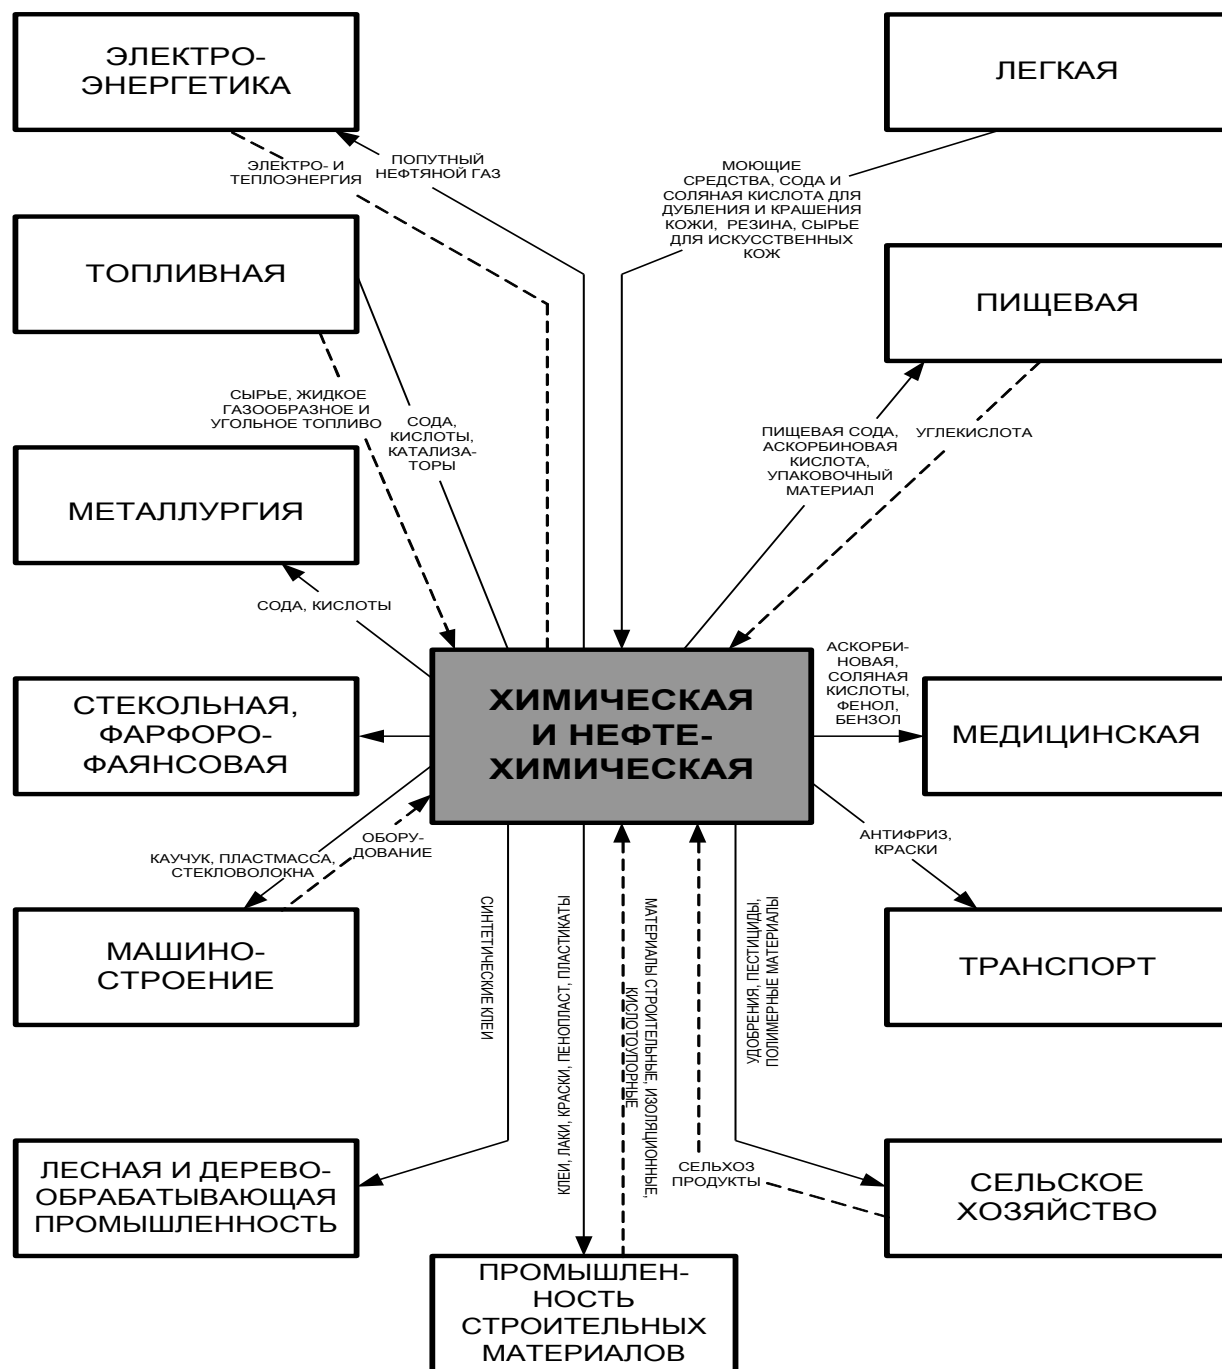 ЭЛЕКТРО-
ЭНЕРГЕТИКА
ЛЕГКАЯ
ЭЛЕКТРО- И
ТЕПЛОЭНЕРГИЯ
ПОПУТНЫЙ
НЕФТЯНОЙ ГАЗ
МОЮЩИЕ
СРЕДСТВА, СОДА И
СОЛЯНАЯ КИСЛОТА ДЛЯ
ДУБЛЕНИЯ И КРАШЕНИЯ
КОЖИ, РЕЗИНА, СЫРЬЕ
ДЛЯ ИСКУССТВЕННЫХ
КОЖ
ТОПЛИВНАЯ
ПИЩЕВАЯ
СЫРЬЕ, ЖИДКОЕ
ГАЗООБРАЗНОЕ И
УГОЛЬНОЕ ТОПЛИВО
СОДА,
КИСЛОТЫ,
КАТАЛИЗА-
ТОРЫ
ПИЩЕВАЯ СОДА,
АСКОРБИНОВАЯ
КИСЛОТА,
УПАКОВОЧНЫЙ
МАТЕРИАЛ
УГЛЕКИСЛОТА
МЕТАЛЛУРГИЯ
СОДА, КИСЛОТЫ
СТЕКОЛЬНАЯ,
ФАРФОРО-
ФАЯНСОВАЯ
ХИМИЧЕСКАЯ
И НЕФТЕ-
ХИМИЧЕСКАЯ
АСКОРБИ-
НОВАЯ,
СОЛЯНАЯ
КИСЛОТЫ,
ФЕНОЛ,
БЕНЗОЛ
МЕДИЦИНСКАЯ
КАУЧУК, ПЛАСТМАССА,
СТЕКЛОВОЛОКНА
ОБОРУ-
ДОВАНИЕ
АНТИФРИЗ,
КРАСКИ
МАШИНО-
СТРОЕНИЕ
СИНТЕТИЧЕСКИЕ КЛЕИ
КЛЕИ, ЛАКИ, КРАСКИ, ПЕНОПЛАСТ, ПЛАСТИКАТЫ
МАТЕРИАЛЫ СТРОИТЕЛЬНЫЕ, ИЗОЛЯЦИОННЫЕ,
КИСЛОТОУПОРНЫЕ
УДОБРЕНИЯ, ПЕСТИЦИДЫ,
ПОЛИМЕРНЫЕ МАТЕРИАЛЫ
ТРАНСПОРТ
ЛЕСНАЯ И ДЕРЕВО-
ОБРАБАТЫВАЮЩАЯ
ПРОМЫШЛЕННОСТЬ
СЕЛЬХОЗ
ПРОДУКТЫ
СЕЛЬСКОЕ
ХОЗЯЙСТВО
ПРОМЫШЛЕН-
НОСТЬ
СТРОИТЕЛЬНЫХ
МАТЕРИАЛОВ